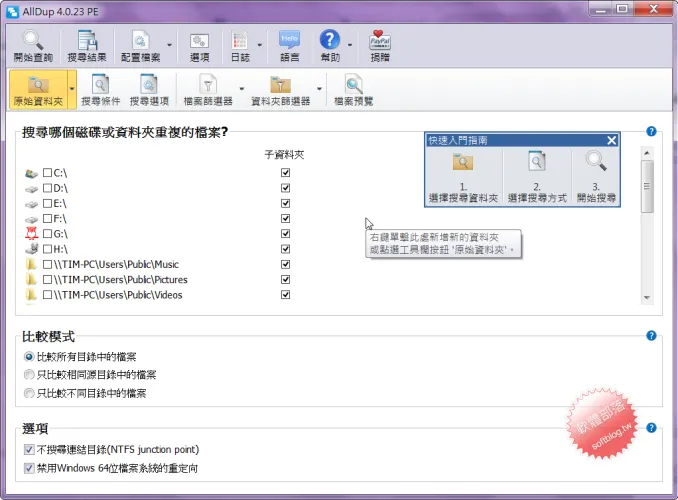 AllDup 4.0.23 PE
開始查詢
搜尋結果
配置檔案
選項
日誌
Hello
語言
幫助
PayPal
捐贈
原始資料夾
搜尋條件
搜尋選項
檔案篩選器
資料夾篩選器
檔案預覽
搜尋哪個磁碟或資料夾重複的檔案?
子資料夾
C:\
D:\
E:\
F:\
G:\
H:\
\\TIM-PC\Users\Public\Music
\\TIM-PC\Users\Public\Pictures
\\TIM-PC\Users\Public\Videos
快速入門指南
1.
選擇搜尋資料夾
2.
選擇搜尋方式
3.
開始搜尋
右鍵單擊此處新增新的資料夾
或點選工具欄按鈕 '原始資料夾'。
比較模式
比較所有目錄中的檔案
只比較相同源目錄中的檔案
只比較不同目錄中的檔案
選項
不搜尋連結目錄(NTFS junction point)
禁用Windows 64位檔案系統的重定向
軟體部落
softblog.tw